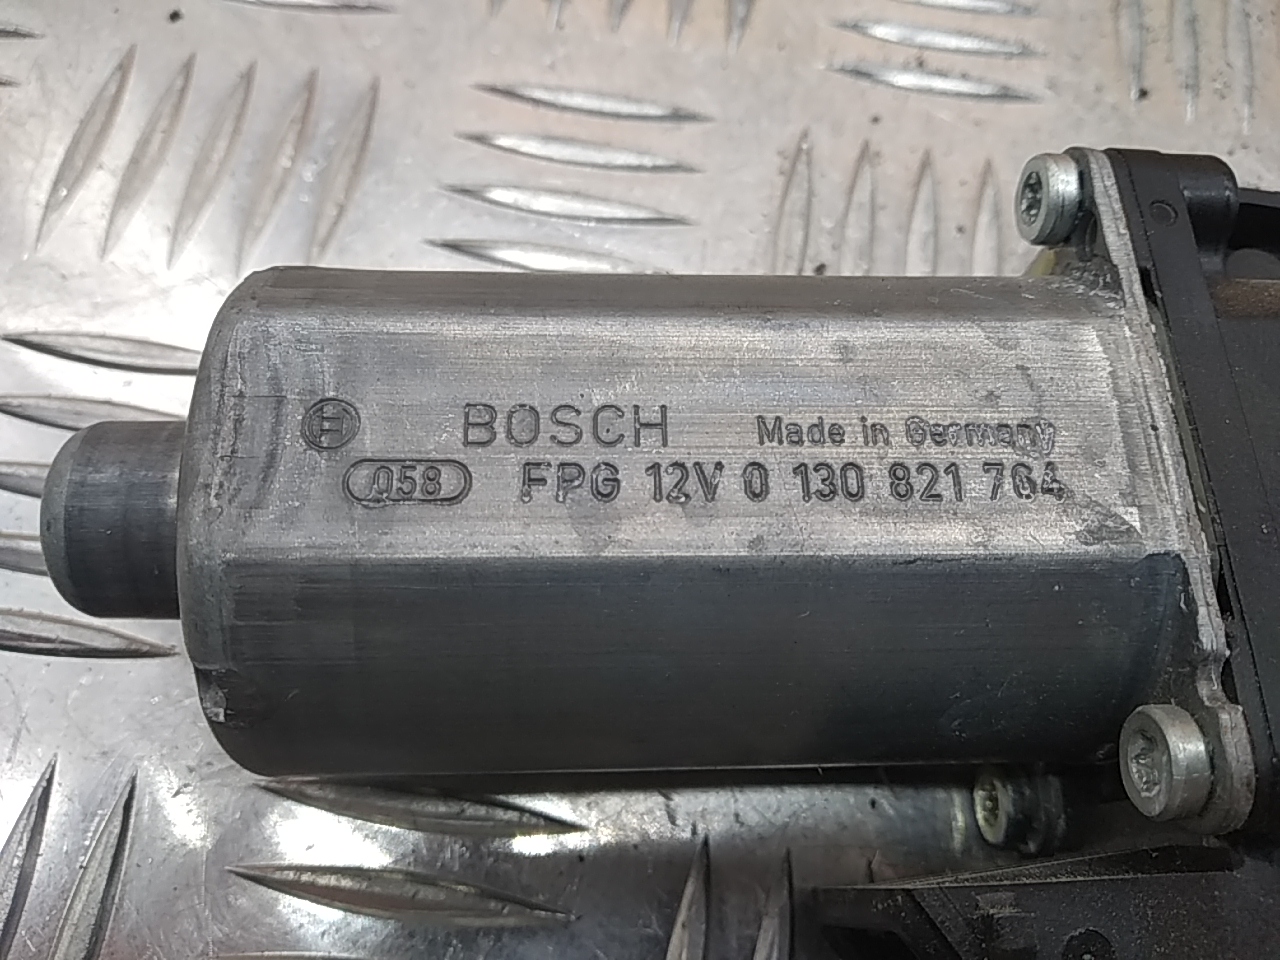 BOSCH Made in Germany
058 FPG 12V 0 130 821 764